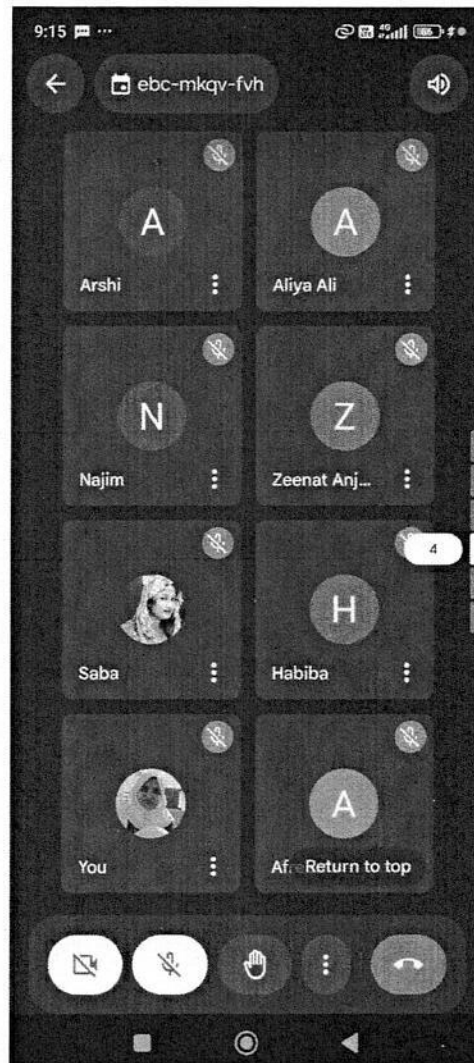 9:15
ebc-mkqv-fvh
A
A
Arshi
Aliya Ali
N
Z
Najim
Zeenat Anj...
4
H
Saba
Habiba
A
You
Return to top